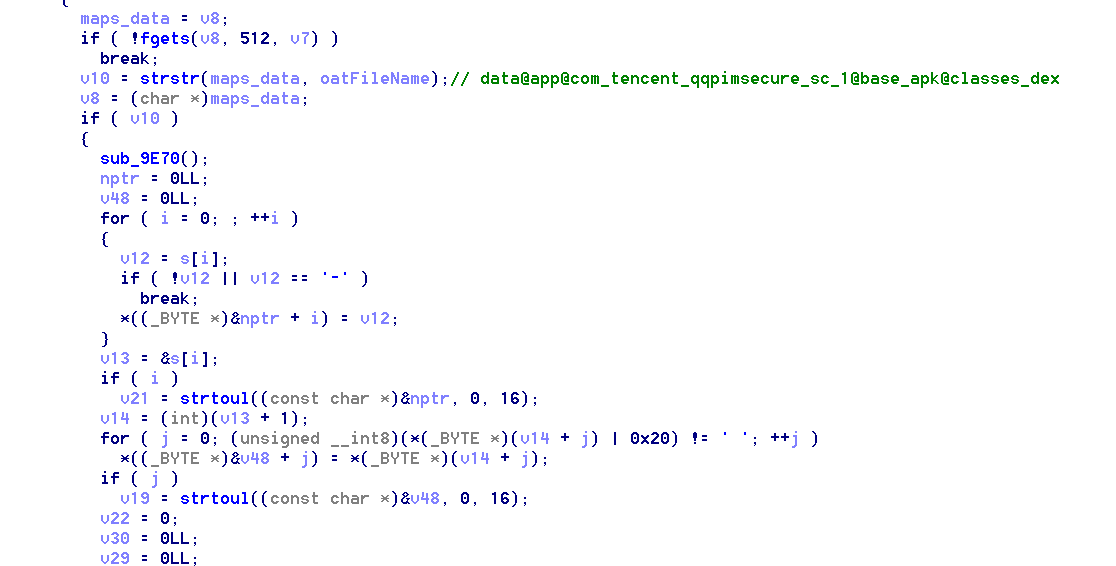 {
maps_data = v8;
if ( !fgets(v8, 512, v7) )
break;
v10 = strstr(maps_data, oatFileName);// data@app@com_tencent_qqpimsecure_sc_1@base_apk@classes_dex
v8 = (char *)maps_data;
if ( v10 )
{
sub_9E70();
nptr = 0LL;
v48 = 0LL;
for ( i = 0; ; ++i )
{
v12 = s[i];
if ( !v12 || v12 == '-' )
break;
*((_BYTE *)&nptr + i) = v12;
}
v13 = &s[i];
if ( i )
v21 = strtoul((const char *)&nptr, 0, 16);
v14 = (int)(v13 + 1);
for ( j = 0; (unsigned __int8)(*(_BYTE *)(v14 + j) | 0x20) != ' '; ++j )
*((_BYTE *)&v48 + j) = *(_BYTE *)(v14 + j);
if ( j )
v19 = strtoul((const char *)&v48, 0, 16);
v22 = 0;
v30 = 0LL;
v29 = 0LL;